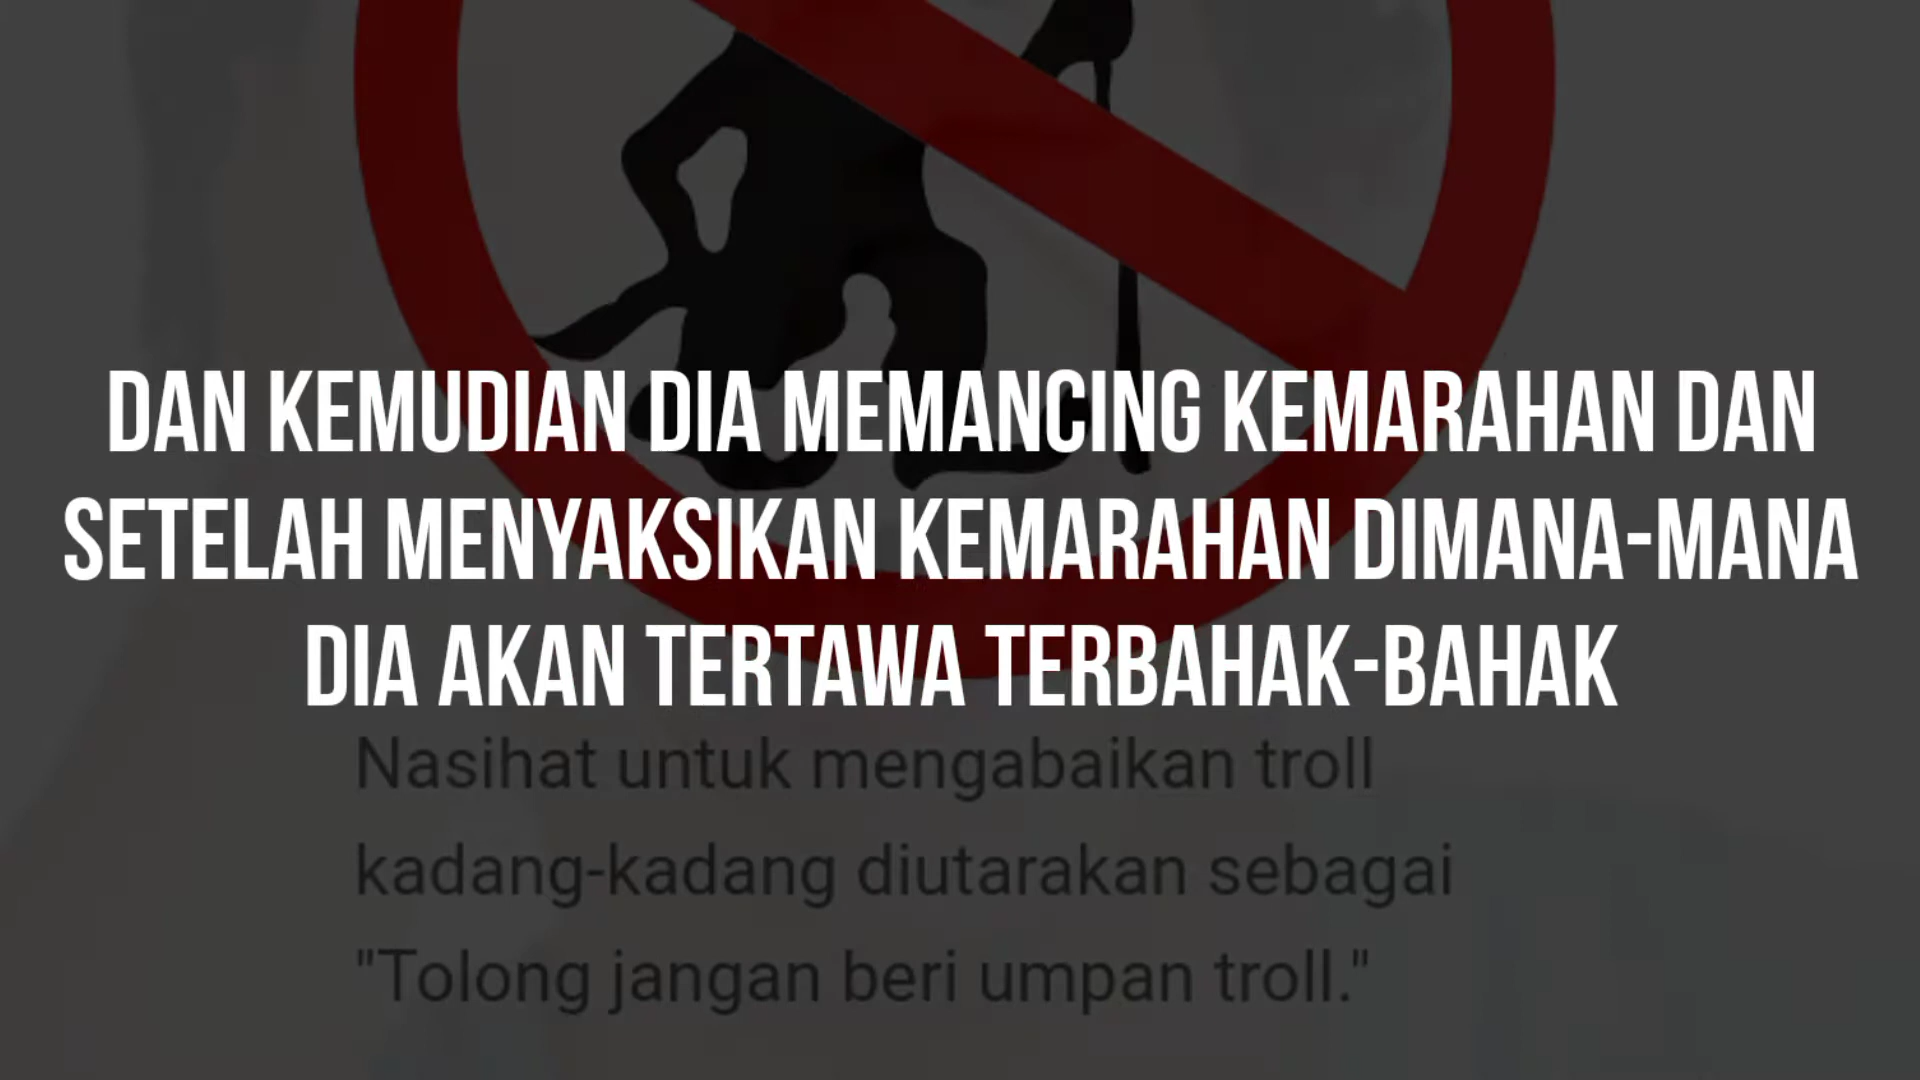 DAN KEMUDIAN DIA MEMANCING KEMARAHAN DAN
SETELAH MENYAKSIKAN KEMARAHAN DIMANA-MANA
DIA AKAN TERTAWA TERBAHAK-BAHAK
Nasihat untuk mengabaikan troll
kadang-kadang diutarakan sebagai
"Tolong jangan beri umpan troll."